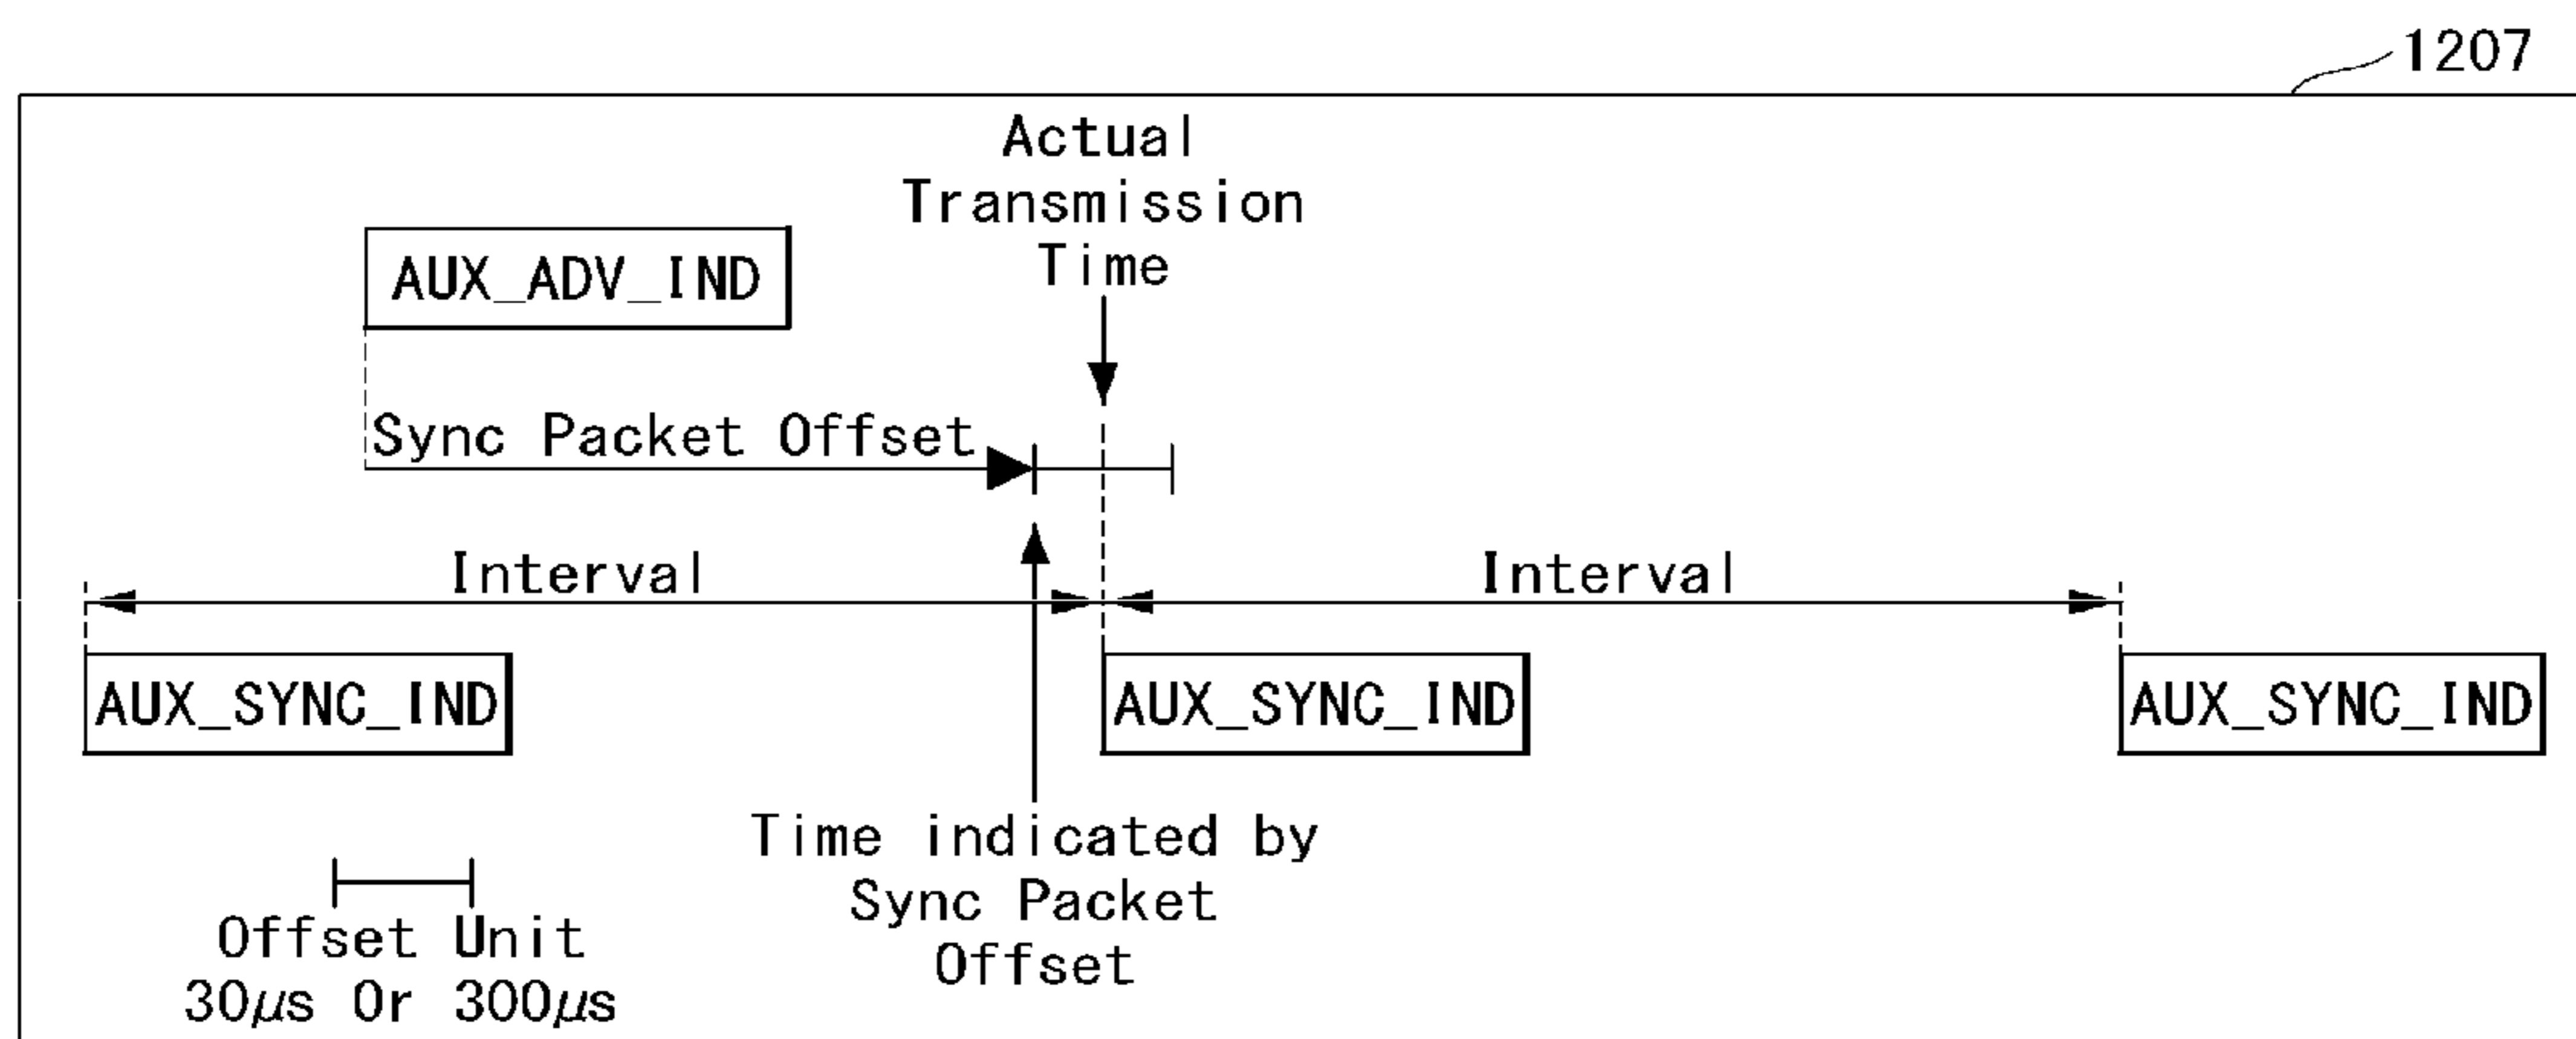 1207
Actual
Transmission
Time
AUX_ADV_IND
Sync Packet Offset
Interval
Interval
AUX_SYNC_IND
AUX_SYNC_IND
AUX_SYNC_IND
Time indicated by
Sync Packet
Offset
Offset Unit
30μs Or 300μs